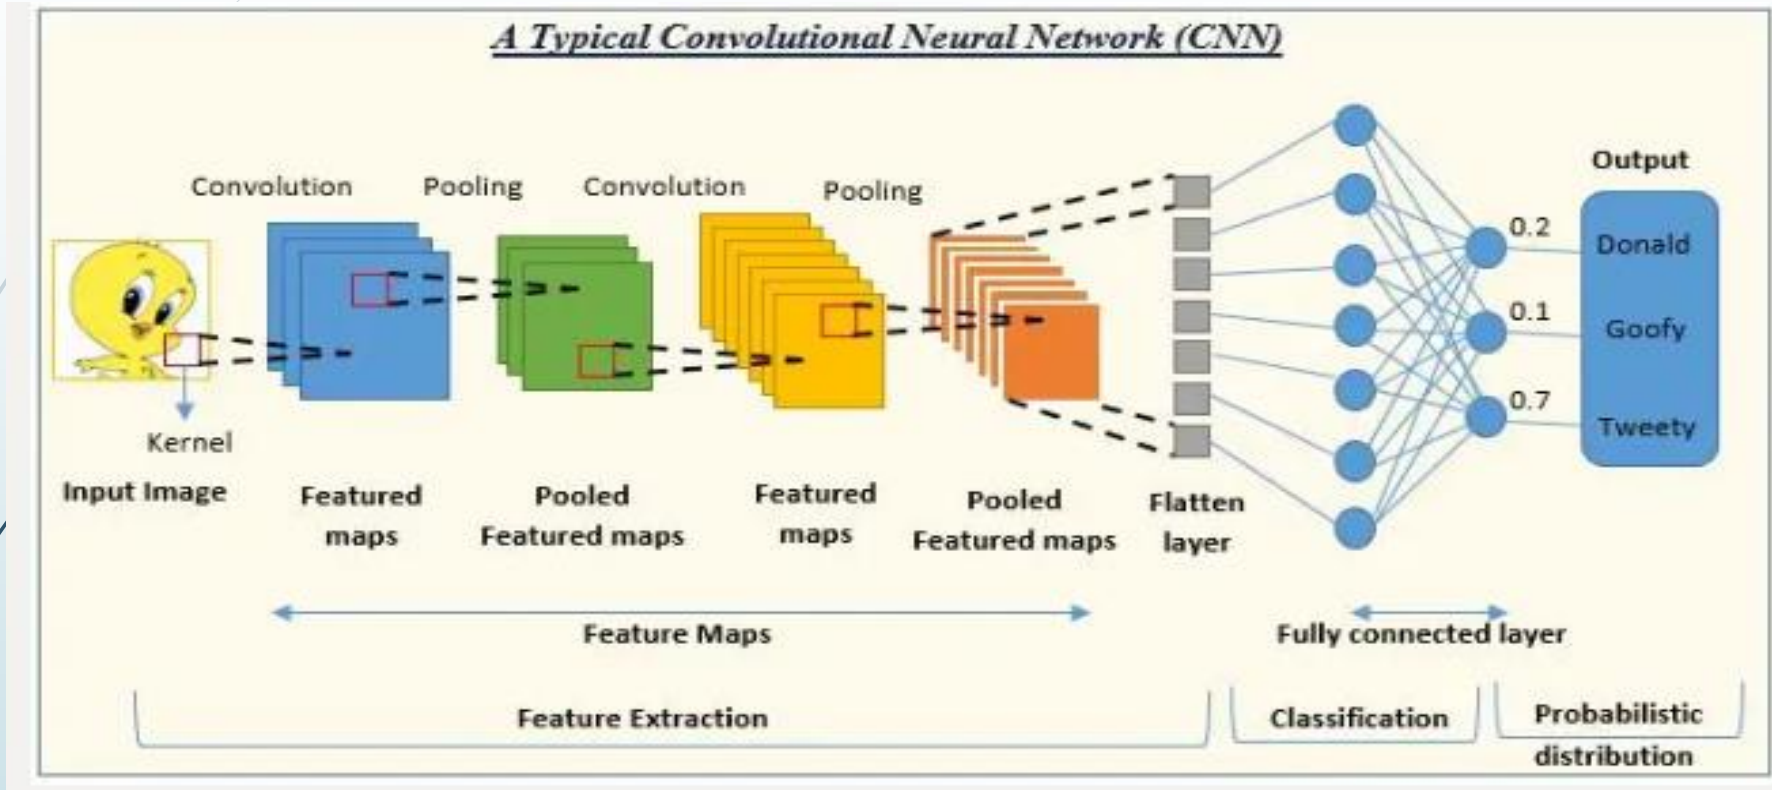 A Typical Convolutional Neural Network (CNN)
Convolution
Pooling
Convolution
Pooling
Output
0.2
Donald
0.1
Goofy
0.7
Tweety
Kernel
Input Image
Featured
maps
Pooled
Featured maps
Featured
maps
Pooled
Featured maps
Flatten
layer
Feature Maps
Fully connected layer
Feature Extraction
Classification
Probabilistic
distribution